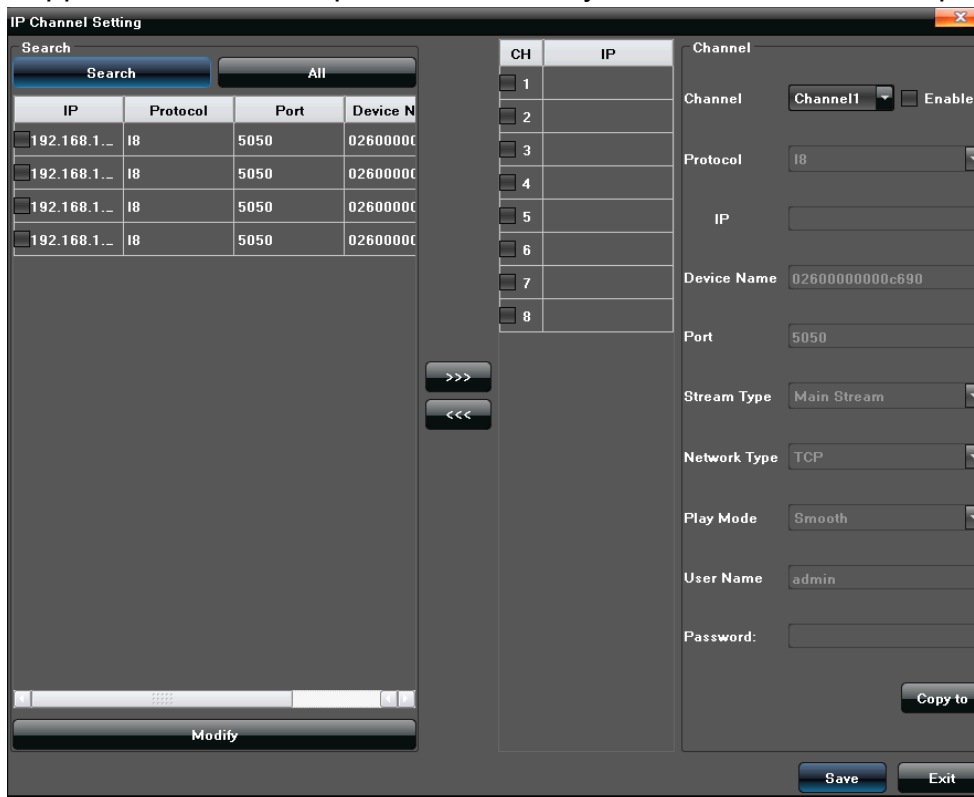 IP Channel Setting
Search
Search All
IP Protocol Port Device N
192.168.1... I8 5050 02600000
192.168.1... I8 5050 02600000
192.168.1... I8 5050 02600000
192.168.1... I8 5050 02600000
Modify
>>>
<<<
CH IP
1
2
3
4
5
6
7
8
Channel
Channel Channel1 Enable
Protocol I8
IP
Device Name 02600000000c690
Port 5050
Stream Type Main Stream
Network Type TCP
Play Mode Smooth
User Name admin
Password:
Copy to
Save Exit